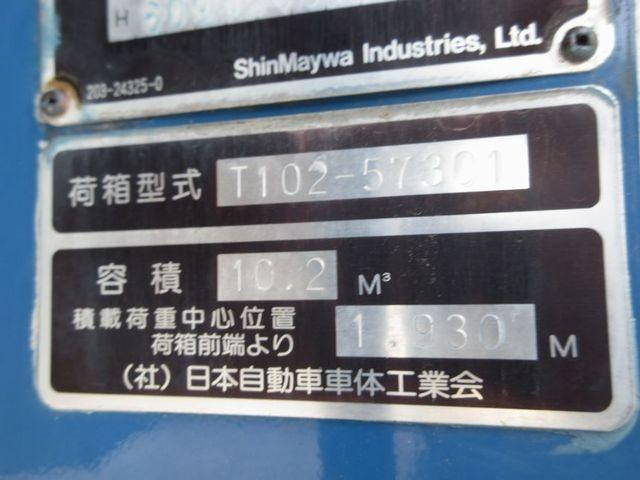 H
ShinMaywa Industries, Ltd.
203-24325-0
荷箱型式 T102-573C1
容積 10.2 M³
積載荷重中心位置
荷箱前端より 1.930 M
(社)日本自動車車体工業会